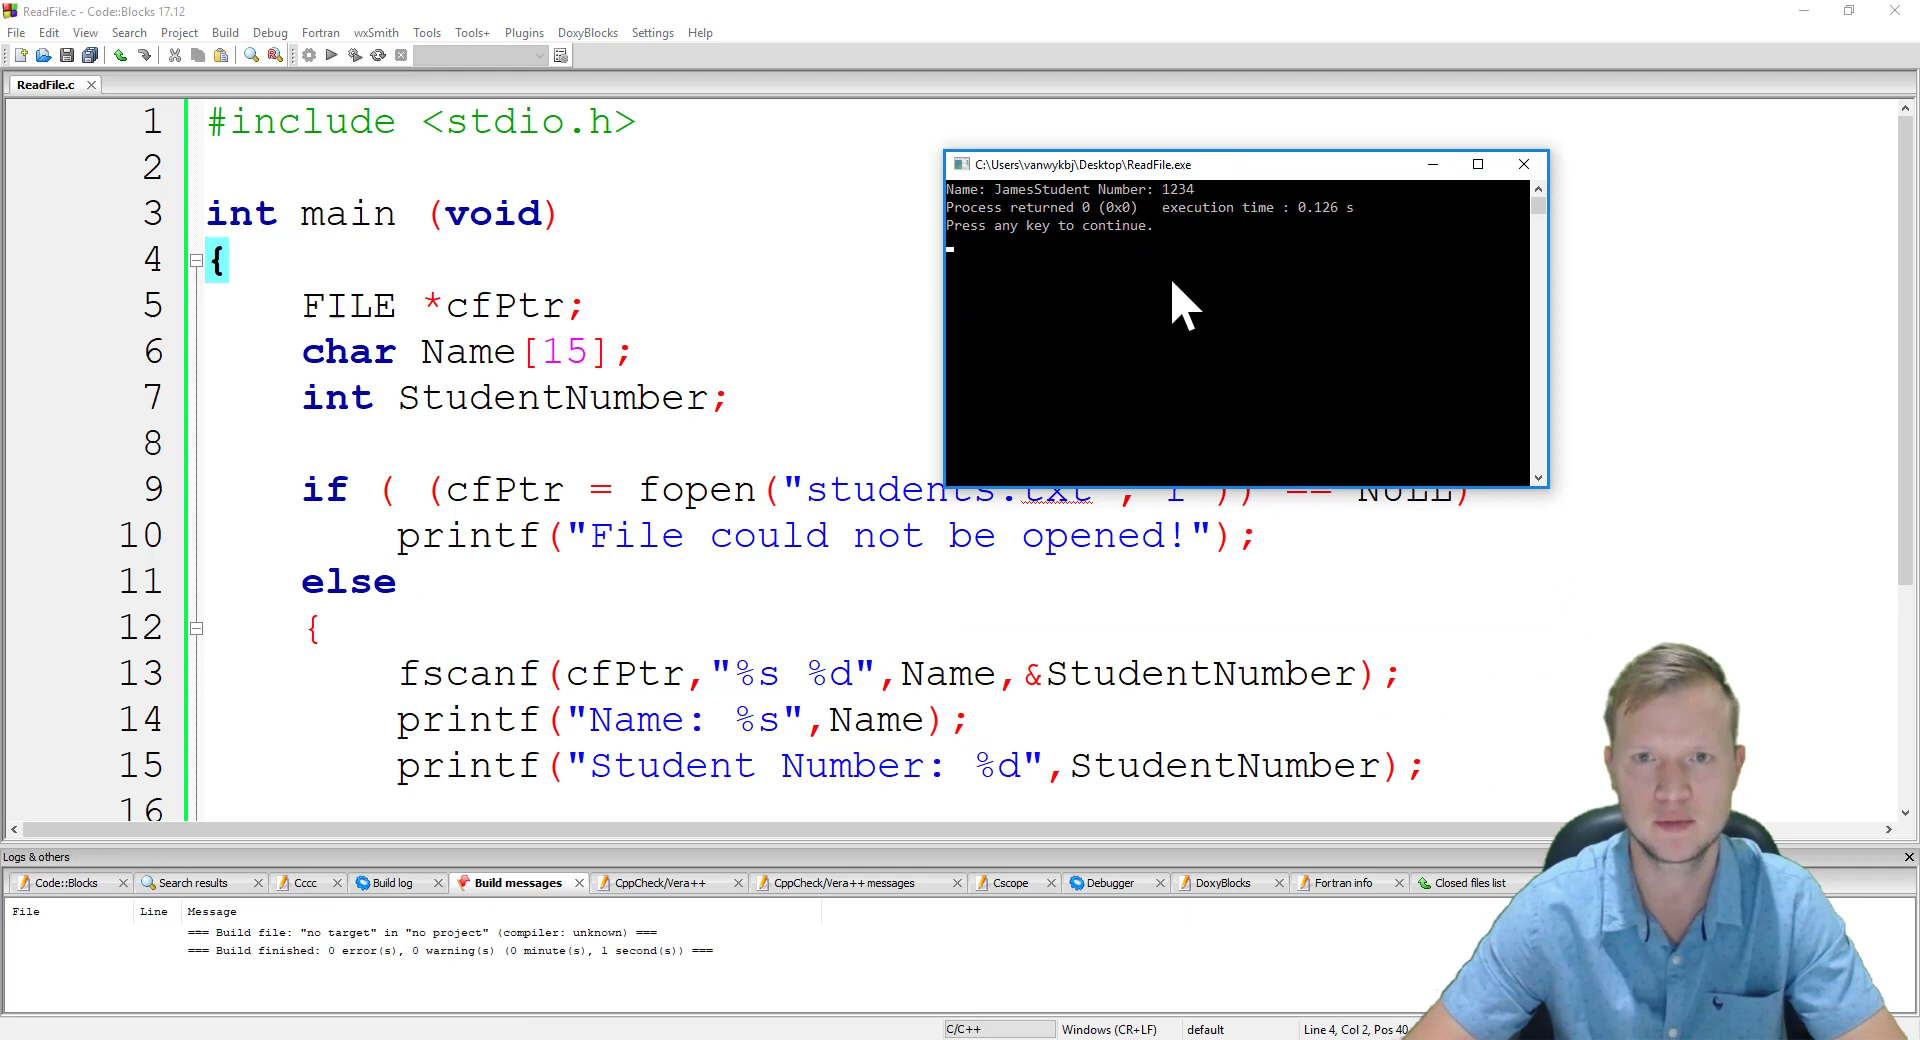 ReadFile.c - Code::Blocks 17.12
File Edit View Search Project Build Debug Fortran wxSmith Tools Tools+ Plugins DoxyBlocks Settings Help
ReadFile.c
1 #include <stdio.h>
2
3 int main (void)
4 {
5 FILE *cfPtr;
6 char Name[15];
7 int StudentNumber;
8
9 if ( (cfPtr = fopen("students.txt", r )) == NULL)
10 printf("File could not be opened!");
11 else
12 {
13 fscanf(cfPtr,"%s %d",Name,&StudentNumber);
14 printf("Name: %s",Name);
15 printf("Student Number: %d",StudentNumber);
16
C:\Users\vanwykbj\Desktop\ReadFile.exe
Name: JamesStudent Number: 1234
Process returned 0 (0x0)   execution time : 0.126 s
Press any key to continue.
Logs & others
Code::Blocks Search results Cccc Build log Build messages CppCheck/Vera++ CppCheck/Vera++ messages Cscope Debugger DoxyBlocks Fortran info Closed files list
File Line Message
=== Build file: "no target" in "no project" (compiler: unknown) ===
=== Build finished: 0 error(s), 0 warning(s) (0 minute(s), 1 second(s)) ===
C/C++ Windows (CR+LF) default Line 4, Col 2, Pos 40